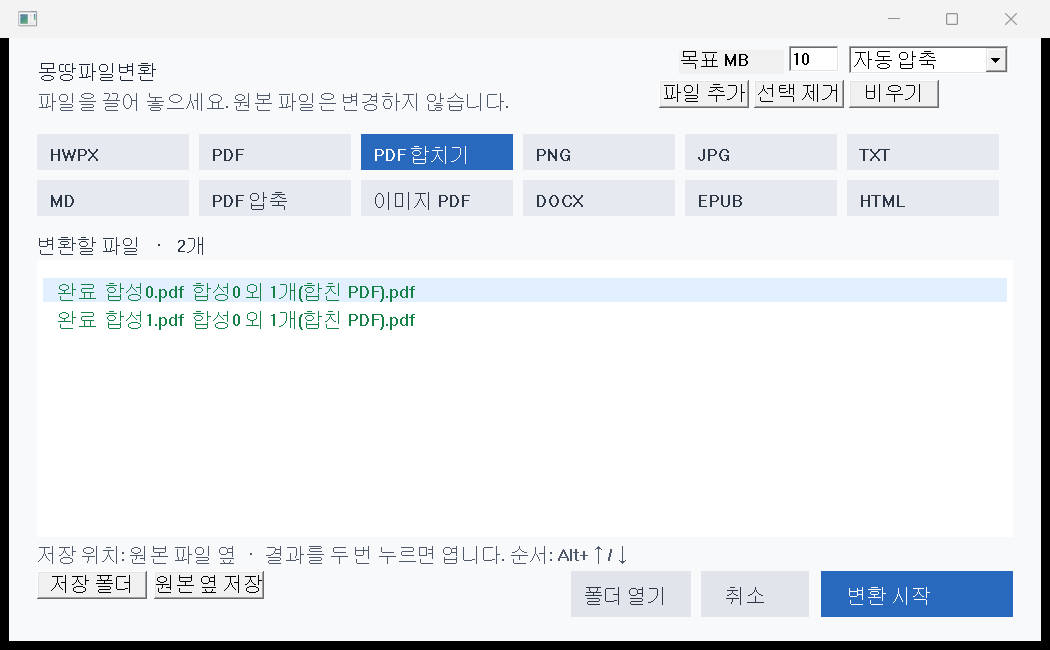 몽땅파일변환
파일을 끌어 놓으세요. 원본 파일은 변경하지 않습니다.
목표 MB 10 자동 압축
파일 추가 선택 제거 비우기
HWPX PDF PDF 합치기 PNG JPG TXT
MD PDF 압축 이미지 PDF DOCX EPUB HTML
변환할 파일 · 2개
완료 합성0.pdf 합성0 외 1개(합친 PDF).pdf
완료 합성1.pdf 합성0 외 1개(합친 PDF).pdf
저장 위치: 원본 파일 옆 · 결과를 두 번 누르면 엽니다. 순서: Alt+↑/↓
저장 폴더 원본 옆 저장 폴더 열기 취소 변환 시작